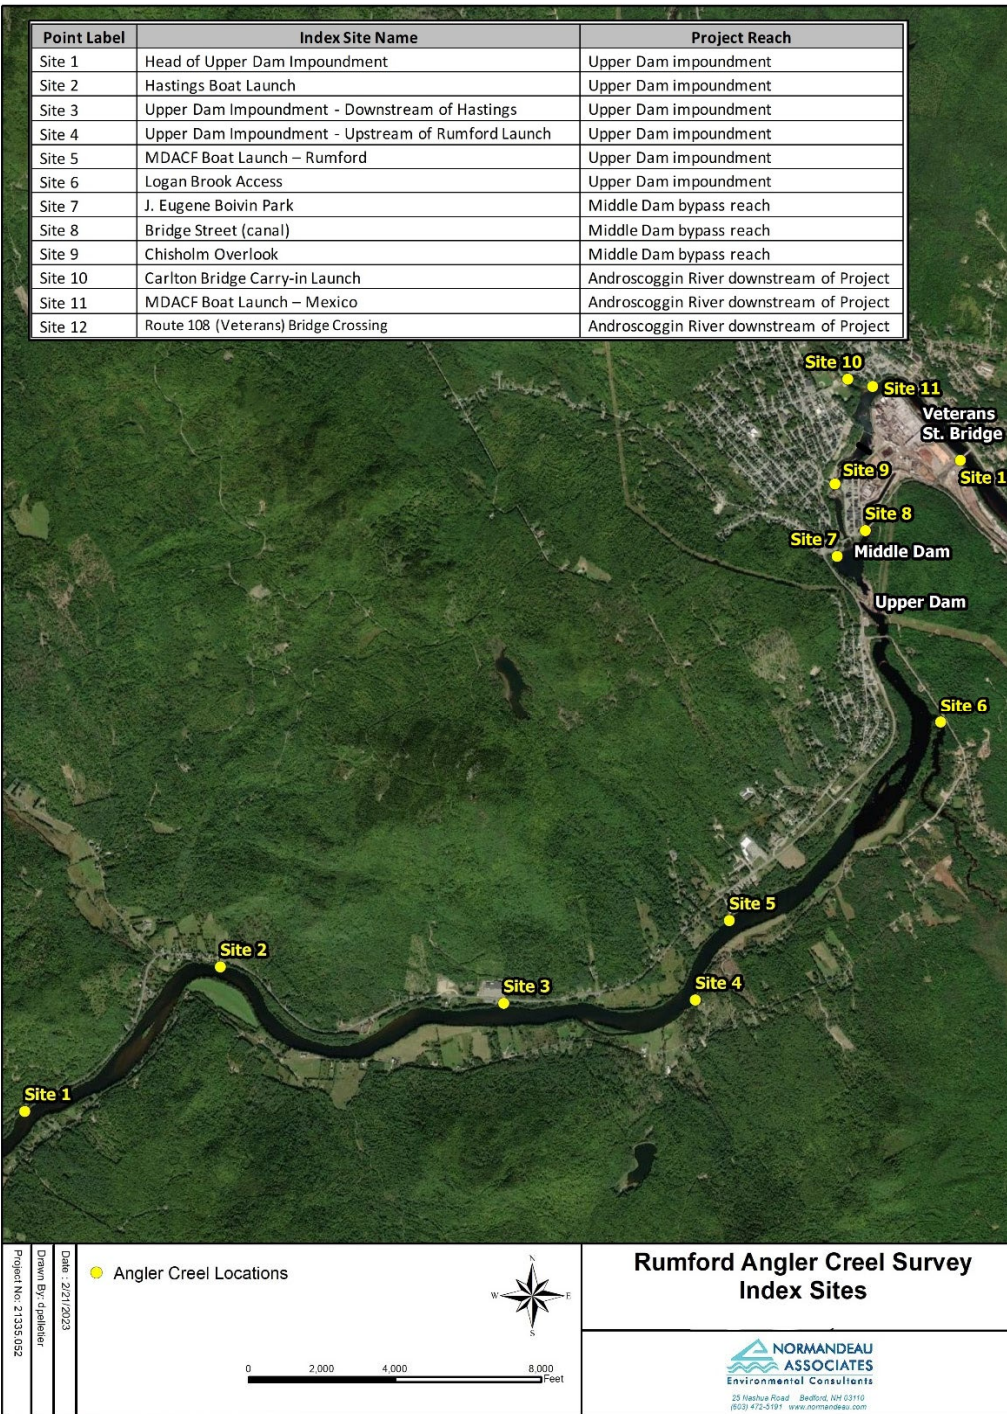 Point Label Index Site Name Project Reach
Site 1 Head of Upper Dam Impoundment Upper Dam impoundment
Site 2 Hastings Boat Launch Upper Dam impoundment
Site 3 Upper Dam Impoundment - Downstream of Hastings Upper Dam impoundment
Site 4 Upper Dam Impoundment - Upstream of Rumford Launch Upper Dam impoundment
Site 5 MDACF Boat Launch – Rumford Upper Dam impoundment
Site 6 Logan Brook Access Upper Dam impoundment
Site 7 J. Eugene Boivin Park Middle Dam bypass reach
Site 8 Bridge Street (canal) Middle Dam bypass reach
Site 9 Chisholm Overlook Middle Dam bypass reach
Site 10 Carlton Bridge Carry-in Launch Androscoggin River downstream of Project
Site 11 MDACF Boat Launch – Mexico Androscoggin River downstream of Project
Site 12 Route 108 (Veterans) Bridge Crossing Androscoggin River downstream of Project
Site 10
Site 11
Veterans
St. Bridge
Site 9
Site 1
Site 8
Site 7
Middle Dam
Upper Dam
Site 6
Site 5
Site 2
Site 3
Site 4
Site 1
Project No: 21335.052
Drawn By: dpelletier
Date : 2/21/2023
Angler Creel Locations
N
W E
S
0 2,000 4,000 8,000
Feet
Rumford Angler Creel Survey
Index Sites
NORMANDEAU
ASSOCIATES
Environmental Consultants
25 Nashua Road Bedford, NH 03110
(603) 472-5191 www.normandeau.com